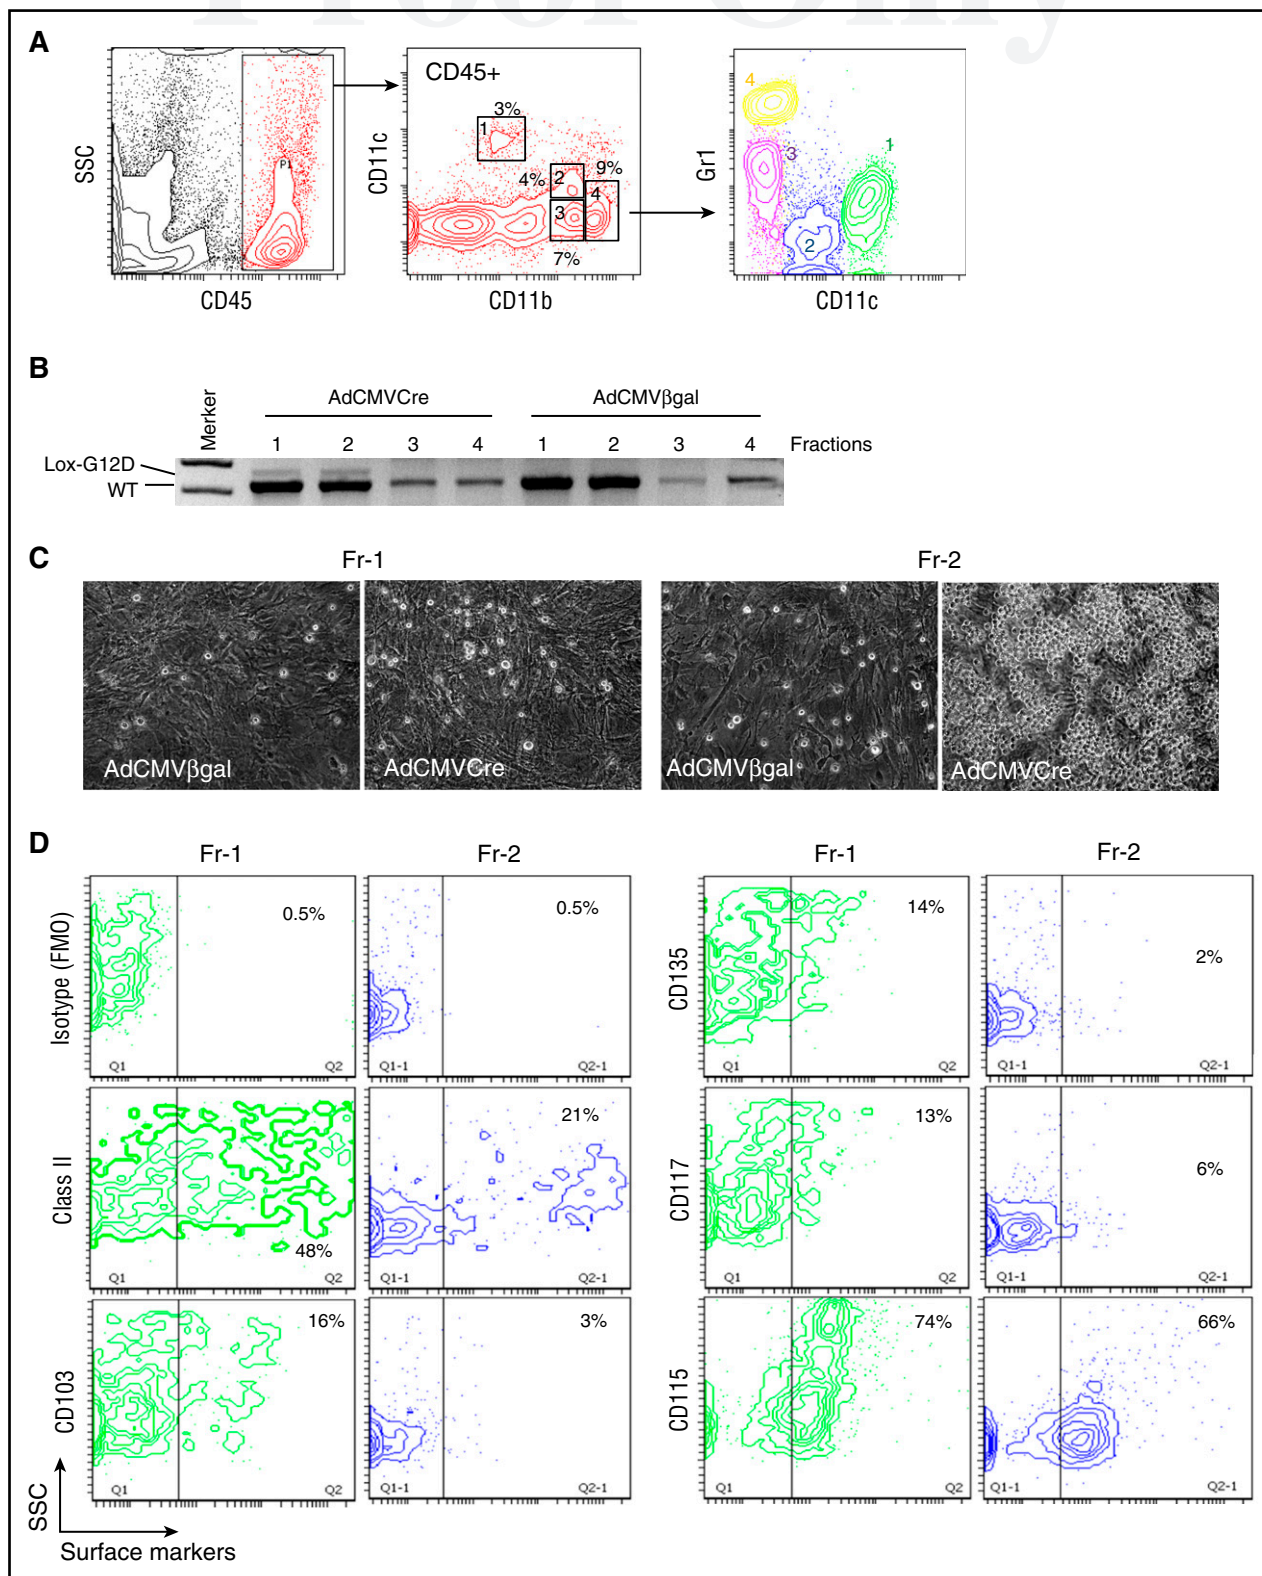 Proof Only
A
CD45+
P1
SSC
CD45
3%
1
4%
2
9%
4
3
7%
CD11c
CD11b
4
3
1
2
Gr1
CD11c
B
Merker
AdCMVCre
AdCMVβgal
1 2 3 4 1 2 3 4 Fractions
Lox-G12D
WT
C
Fr-1
Fr-2
AdCMVβgal
AdCMVCre
AdCMVβgal
AdCMVCre
D
Fr-1
Fr-2
Fr-1
Fr-2
Isotype (FMO)
0.5%
Q1 Q2
0.5%
Q1-1 Q2-1
CD135
14%
Q1 Q2
2%
Q1-1 Q2-1
Class II
48%
Q1 Q2
21%
Q1-1 Q2-1
CD117
13%
Q1 Q2
6%
Q1-1 Q2-1
CD103
16%
Q1 Q2
3%
Q1-1 Q2-1
CD115
74%
Q1 Q2
66%
Q1-1 Q2-1
SSC
Surface markers